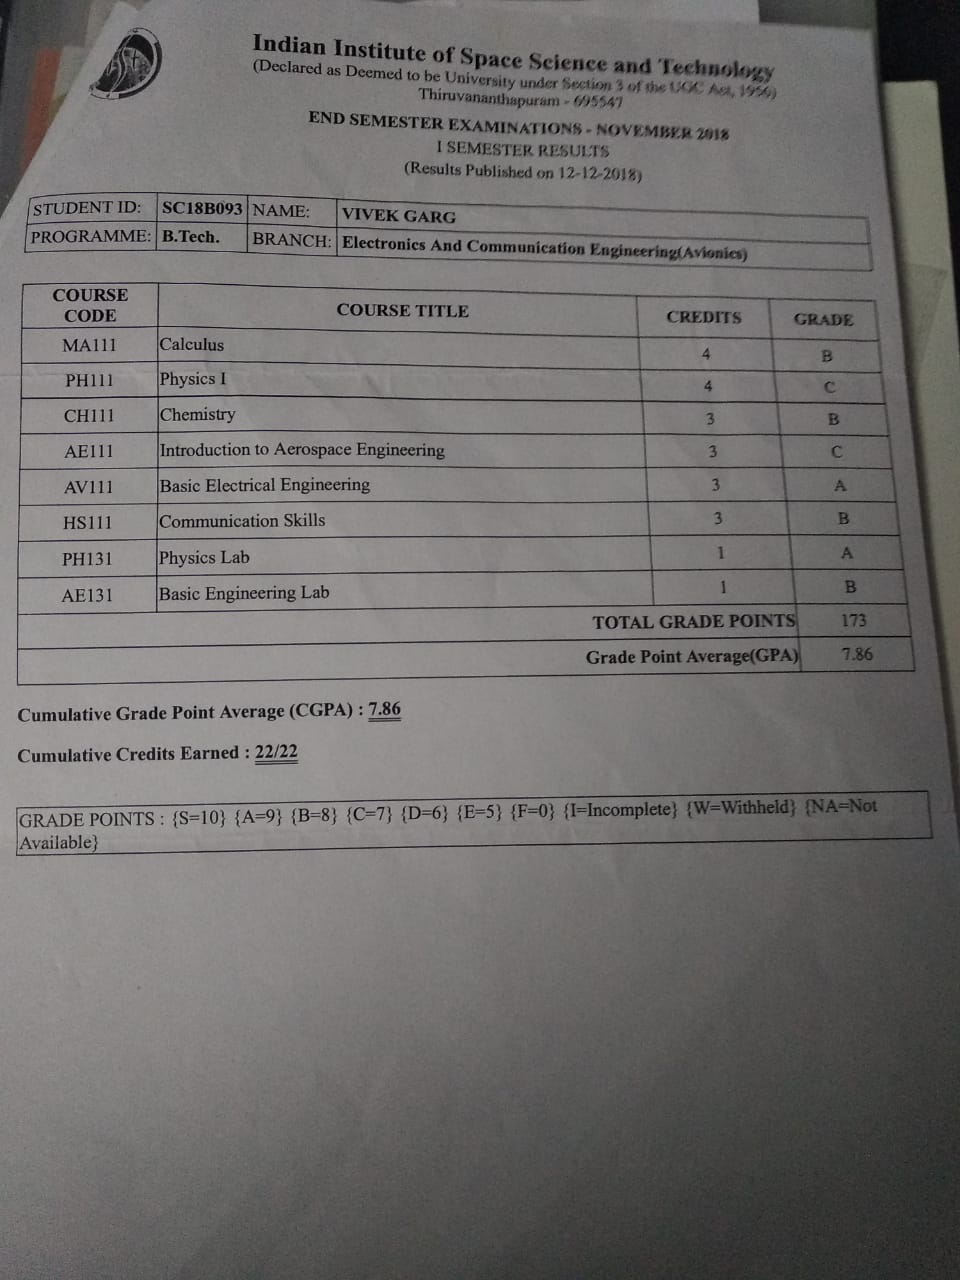 Indian Institute of Space Science and Technology
(Declared as Deemed to be University under Section 3 of the UGC Act, 1956)
Thiruvananthapuram - 695547
END SEMESTER EXAMINATIONS - NOVEMBER 2018
I SEMESTER RESULTS
(Results Published on 12-12-2018)
STUDENT ID: SC18B093 NAME: VIVEK GARG
PROGRAMME: B.Tech. BRANCH: Electronics And Communication Engineering(Avionics)
COURSE CODE COURSE TITLE CREDITS GRADE
MA111 Calculus 4 B
PH111 Physics I 4 C
CH111 Chemistry 3 B
AE111 Introduction to Aerospace Engineering 3 C
AV111 Basic Electrical Engineering 3 A
HS111 Communication Skills 3 B
PH131 Physics Lab 1 A
AE131 Basic Engineering Lab 1 B
TOTAL GRADE POINTS 173
Grade Point Average(GPA) 7.86
Cumulative Grade Point Average (CGPA) : 7.86
Cumulative Credits Earned : 22/22
GRADE POINTS : {S=10} {A=9} {B=8} {C=7} {D=6} {E=5} {F=0} {I=Incomplete} {W=Withheld} {NA=Not
Available}